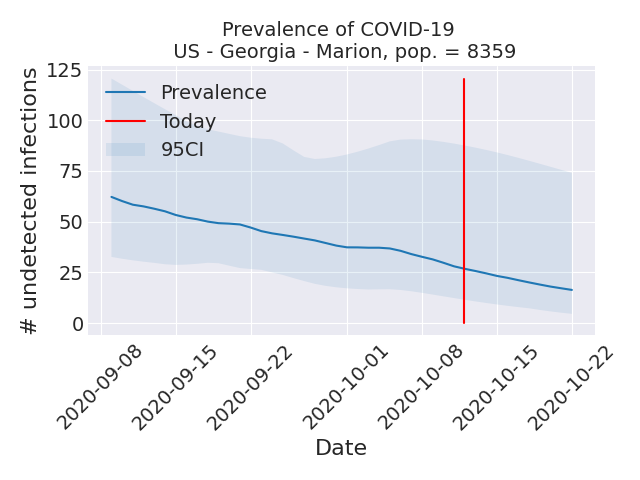 Prevalence of COVID-19
US - Georgia - Marion, pop. = 8359
# undetected infections
125
100
75
50
25
0
Prevalence
Today
95CI
2020-09-08
2020-09-15
2020-09-22
2020-10-01
2020-10-08
2020-10-15
2020-10-22
Date